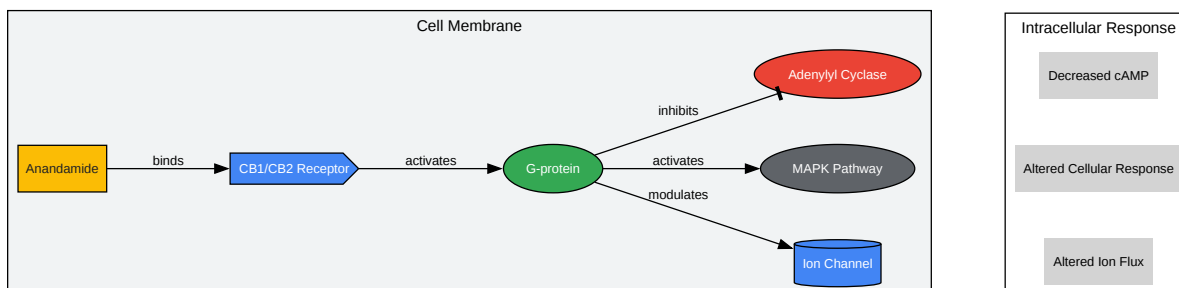 Cell Membrane
Intracellular Response
Adenylyl Cyclase
Decreased cAMP
inhibits
Anandamide
binds
CB1/CB2 Receptor
activates
G-protein
activates
MAPK Pathway
Altered Cellular Response
modulates
Ion Channel
Altered Ion Flux